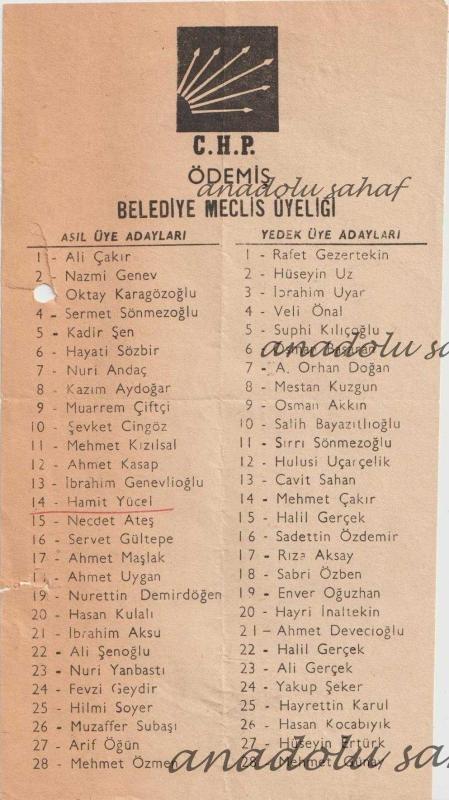 C.H.P.
ÖDEMİŞ
anadolu sahaf
BELEDİYE MECLİS ÜYELİĞİ
ASIL ÜYE ADAYLARI
1 - Ali Çakır
2 - Nazmi Genev
Oktay Karagözoğlu
4 - Sermet Sönmezoğlu
5 - Kadir Şen
6 - Hayati Sözbir
7 - Nuri Andaç
8 - Kazım Aydoğar
9 - Muarrem Çiftçi
10 - Şevket Cingöz
11 - Mehmet Kızılsal
12 - Ahmet Kasap
13 - İbrahim Genevlioğlu
14 - Hamit Yücel
15 - Necdet Ateş
16 - Servet Gültepe
17 - Ahmet Maşlak
- Ahmet Uygan
19 - Nurettin Demirdöğen
20 - Hasan Kulalı
21 - İbrahim Aksu
22 - Ali Şenoğlu
23 - Nuri Yanbastı
24 - Fevzi Geydir
25 - Hilmi Soyer
26 - Muzaffer Subaşı
27 - Arif Öğün
28 - Mehmet Özmen
YEDEK ÜYE ADAYLARI
1 - Rafet Gezertekin
2 - Hüseyin Uz
3 - İbrahim Uyar
4 - Veli Önal
5 - Suphi Kılıçoğlu
6
anadolu sa
7 - A. Orhan Doğan
8 - Mestan Kuzgun
9 - Osman Akkın
10 - Salih Bayazıtlıoğlu
11 - Sırrı Sönmezoğlu
12 - Hulusi Uçarçelik
13 - Cavit Sahan
14 - Mehmet Çakır
15 - Halil Gerçek
16 - Sadettin Özdemir
17 - Rıza Aksay
18 - Sabri Özben
19 - Enver Oğuzhan
20 - Hayri İnaltekin
21 - Ahmet Devecioğlu
22 - Halil Gerçek
23 - Ali Gerçek
24 - Yakup Şeker
25 - Hayrettin Karul
26 - Hasan Kocabıyık
27 - Hüseyin Ertürk
28 - Mehmet Günay
anadolu sah